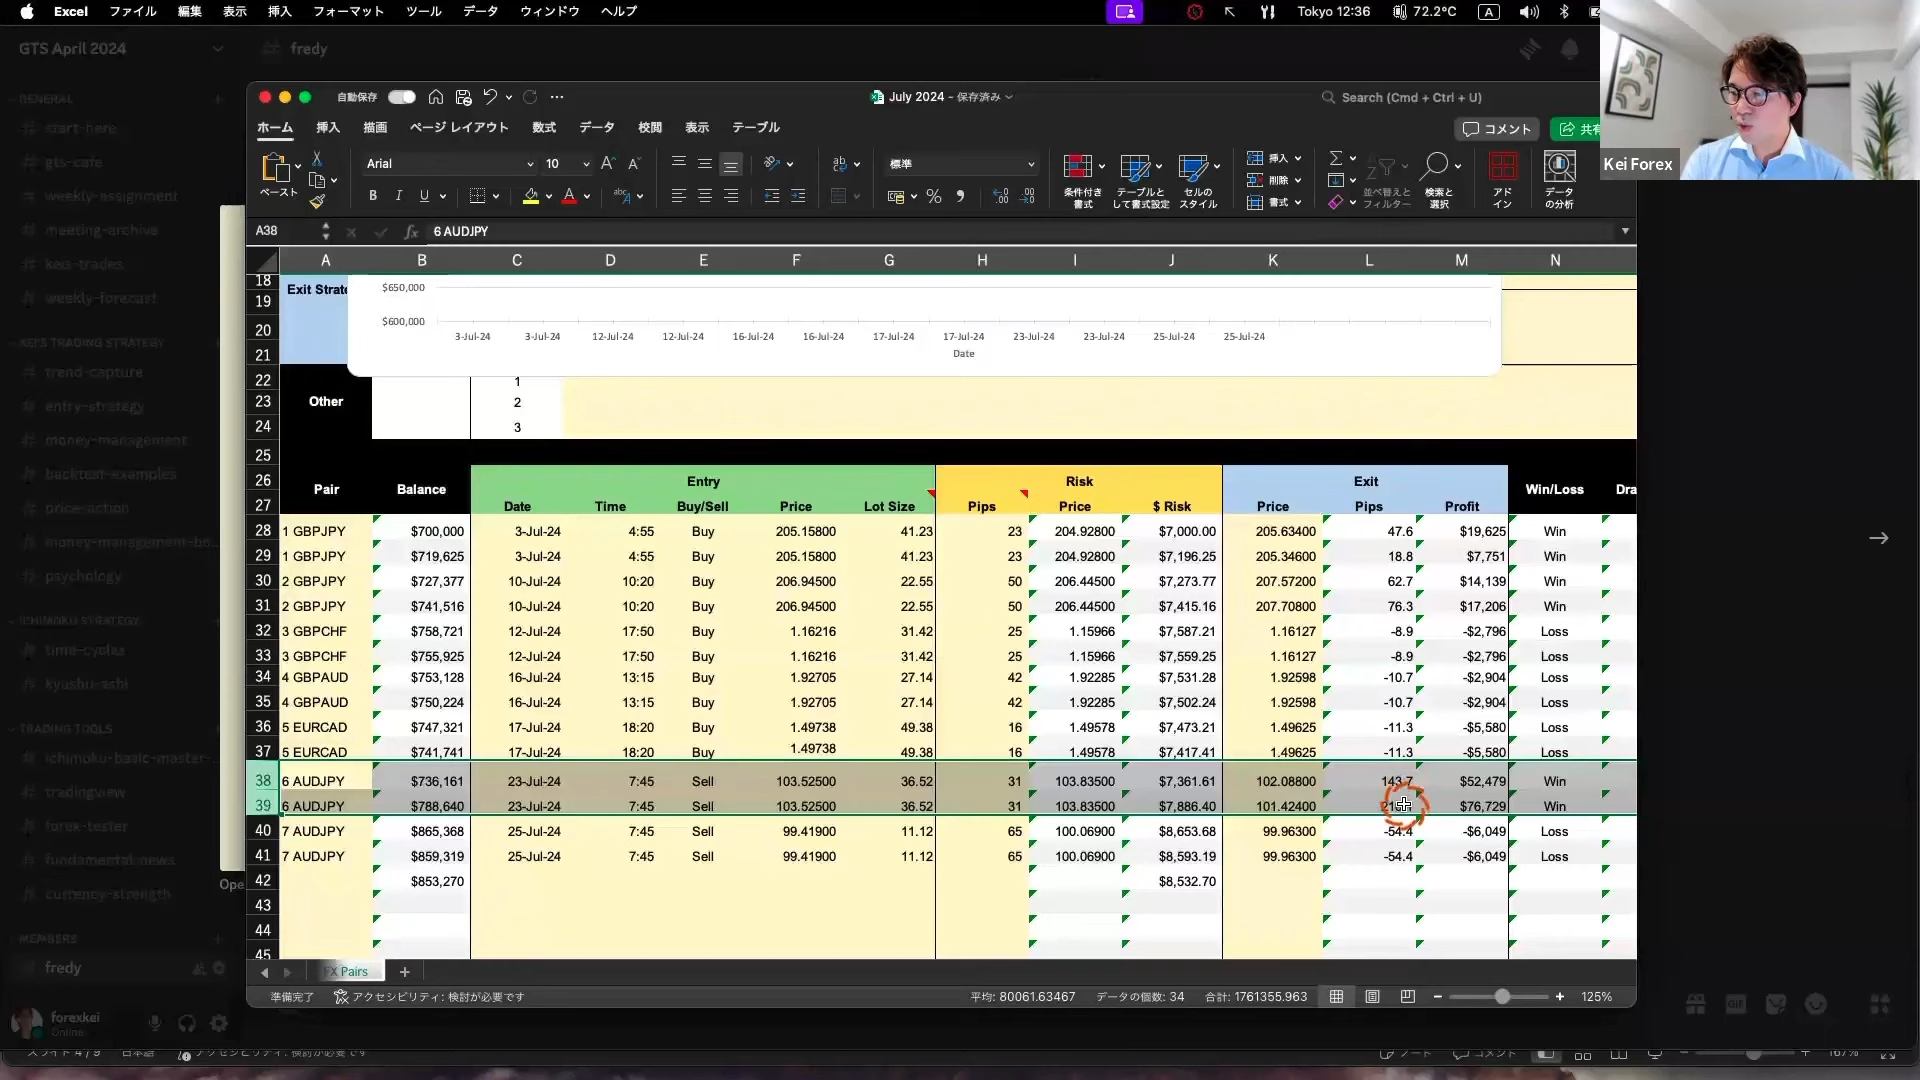 Excel ファイル 編集 表示 挿入 フォーマット ツール データ ウィンドウ ヘルプ
Tokyo 12:36 72.2°C A
GTS April 2024
# fredy
GENERAL
# start-here
# gts-cafe
# weekly-assignment
# meeting-archive
# keis-trades
# weekly-forecast
KEI'S TRADING STRATEGY
# trend-capture
# entry-strategy
# money-management
# backtest-examples
# price-action
# money-management-bo...
# psychology
ICHIMOKU STRATEGY
# time-cycles
# kyushu-ashi
TRADING TOOLS
# ichimoku-basic-master-...
# tradingview
# forex-tester
# fundamental-news
# currency-strength
MEMBERS
# fredy
forexkei
Online
Ope
Kei Forex
自動保存 ... July 2024 - 保存済み Search (Cmd + Ctrl + U)
ホーム 挿入 描画 ページ レイアウト 数式 データ 校閲 表示 テーブル コメント 共有
ペースト Arial 10 標準
B I U
条件付き書式 テーブルとして書式設定 セルのスタイル
挿入
削除
書式
並べ替えとフィルター 検索と選択 アドイン データの分析
A38 fx 6 AUDJPY
A B C D E F G H I J K L M N
18
19 Exit Strate
20
21
$650,000
$600,000
3-Jul-24 3-Jul-24 12-Jul-24 12-Jul-24 16-Jul-24 16-Jul-24 17-Jul-24 17-Jul-24 23-Jul-24 23-Jul-24 25-Jul-24 25-Jul-24
Date
22 1
23 Other 2
24 3
25
26 Entry Risk Exit
Pair Balance Win/Loss Dra
27 Date Time Buy/Sell Price Lot Size Pips Price $ Risk Price Pips Profit
28 1 GBPJPY $700,000 3-Jul-24 4:55 Buy 205.15800 41.23 23 204.92800 $7,000.00 205.63400 47.6 $19,625 Win
29 1 GBPJPY $719,625 3-Jul-24 4:55 Buy 205.15800 41.23 23 204.92800 $7,196.25 205.34600 18.8 $7,751 Win
30 2 GBPJPY $727,377 10-Jul-24 10:20 Buy 206.94500 22.55 50 206.44500 $7,273.77 207.57200 62.7 $14,139 Win
31 2 GBPJPY $741,516 10-Jul-24 10:20 Buy 206.94500 22.55 50 206.44500 $7,415.16 207.70800 76.3 $17,206 Win
32 3 GBPCHF $758,721 12-Jul-24 17:50 Buy 1.16216 31.42 25 1.15966 $7,587.21 1.16127 -8.9 -$2,796 Loss
33 3 GBPCHF $755,925 12-Jul-24 17:50 Buy 1.16216 31.42 25 1.15966 $7,559.25 1.16127 -8.9 -$2,796 Loss
34 4 GBPAUD $753,128 16-Jul-24 13:15 Buy 1.92705 27.14 42 1.92285 $7,531.28 1.92598 -10.7 -$2,904 Loss
35 4 GBPAUD $750,224 16-Jul-24 13:15 Buy 1.92705 27.14 42 1.92285 $7,502.24 1.92598 -10.7 -$2,904 Loss
36 5 EURCAD $747,321 17-Jul-24 18:20 Buy 1.49738 49.38 16 1.49578 $7,473.21 1.49625 -11.3 -$5,580 Loss
37 5 EURCAD $741,741 17-Jul-24 18:20 Buy 1.49738 49.38 16 1.49578 $7,417.41 1.49625 -11.3 -$5,580 Loss
38 6 AUDJPY $736,161 23-Jul-24 7:45 Sell 103.52500 36.52 31 103.83500 $7,361.61 102.08800 143.7 $52,479 Win
39 6 AUDJPY $788,640 23-Jul-24 7:45 Sell 103.52500 36.52 31 103.83500 $7,886.40 101.42400 $76,729 Win
40 7 AUDJPY $865,368 25-Jul-24 7:45 Sell 99.41900 11.12 65 100.06900 $8,653.68 99.96300 -54.4 -$6,049 Loss
41 7 AUDJPY $859,319 25-Jul-24 7:45 Sell 99.41900 11.12 65 100.06900 $8,593.19 99.96300 -54.4 -$6,049 Loss
42 $853,270 $8,532.70
43
44
45
FX Pairs +
準備完了 アクセシビリティ: 検討が必要です 平均: 80061.63467 データの個数: 34 合計: 1761355.963 125%
スライド 4 / 9 日本語 アクセシビリティ: 検討が必要です ノート コメント 167%